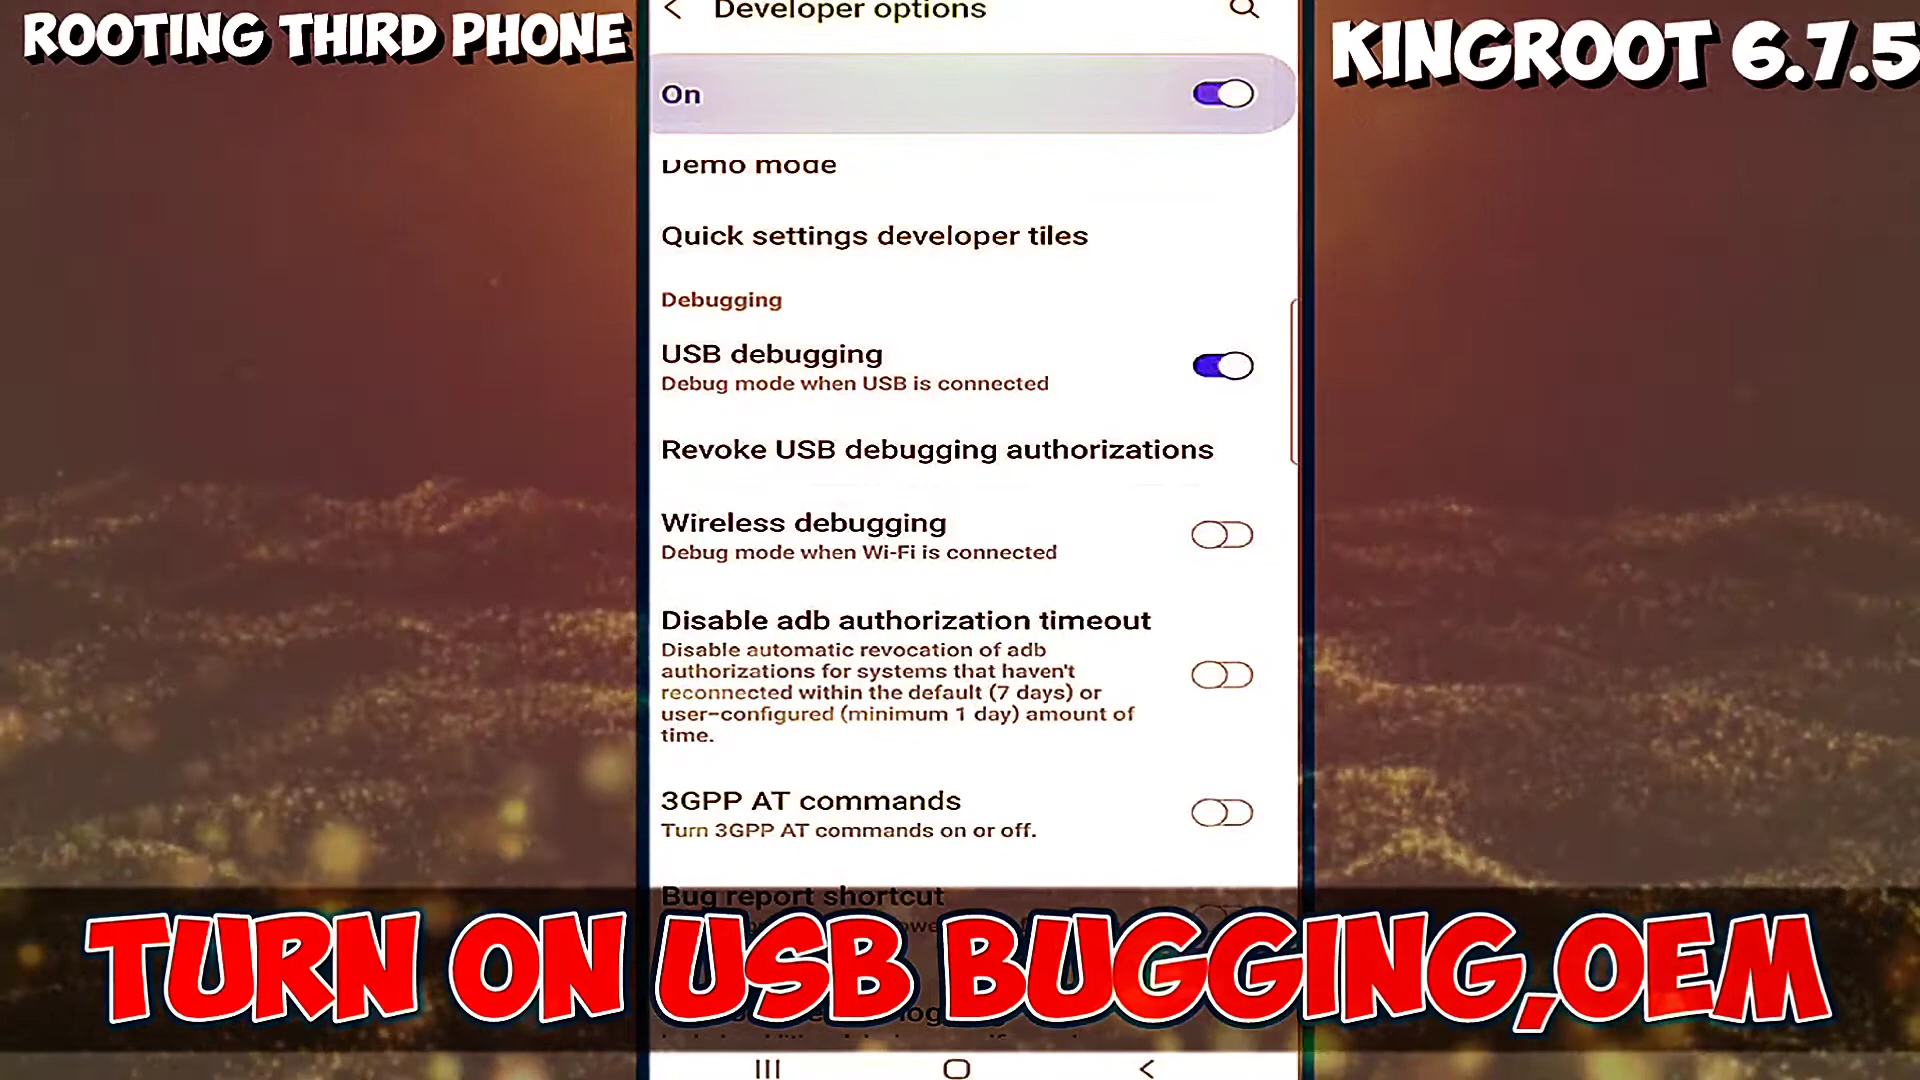 ROOTING THIRD PHONE
KINGROOT 6.7.5
Developer options
On
Demo mode
Quick settings developer tiles
Debugging
USB debugging
Debug mode when USB is connected
Revoke USB debugging authorizations
Wireless debugging
Debug mode when Wi-Fi is connected
Disable adb authorization timeout
Disable automatic revocation of adb
authorizations for systems that haven't
reconnected within the default (7 days) or
user-configured (minimum 1 day) amount of
time.
3GPP AT commands
Turn 3GPP AT commands on or off.
Bug report shortcut
TURN ON USB BUGGING,OEM